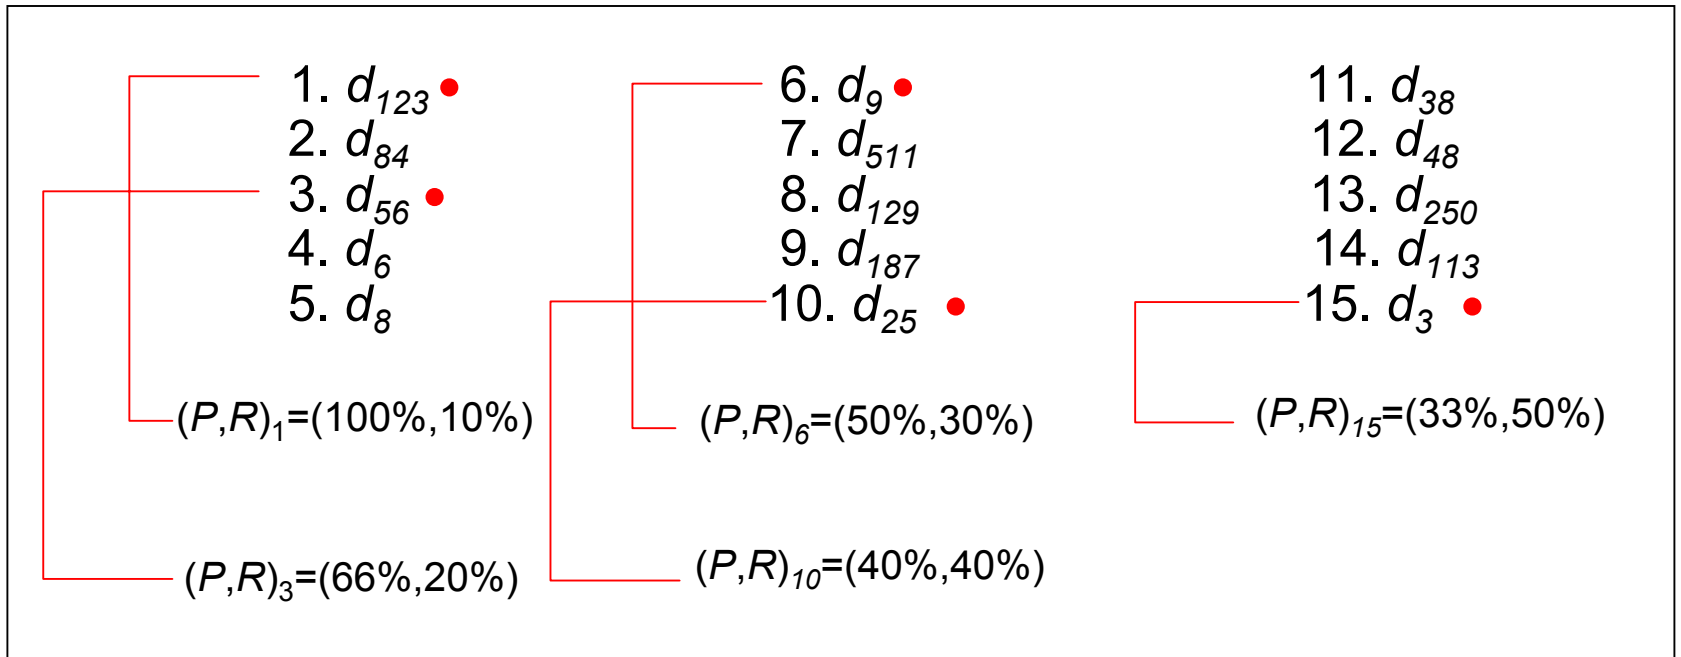 1. d123
2. d84
3. d56
4. d6
5. d8
(P,R)1=(100%,10%)
(P,R)3=(66%,20%)
6. d9
7. d511
8. d129
9. d187
10. d25
(P,R)6=(50%,30%)
(P,R)10=(40%,40%)
11. d38
12. d48
13. d250
14. d113
15. d3
(P,R)15=(33%,50%)